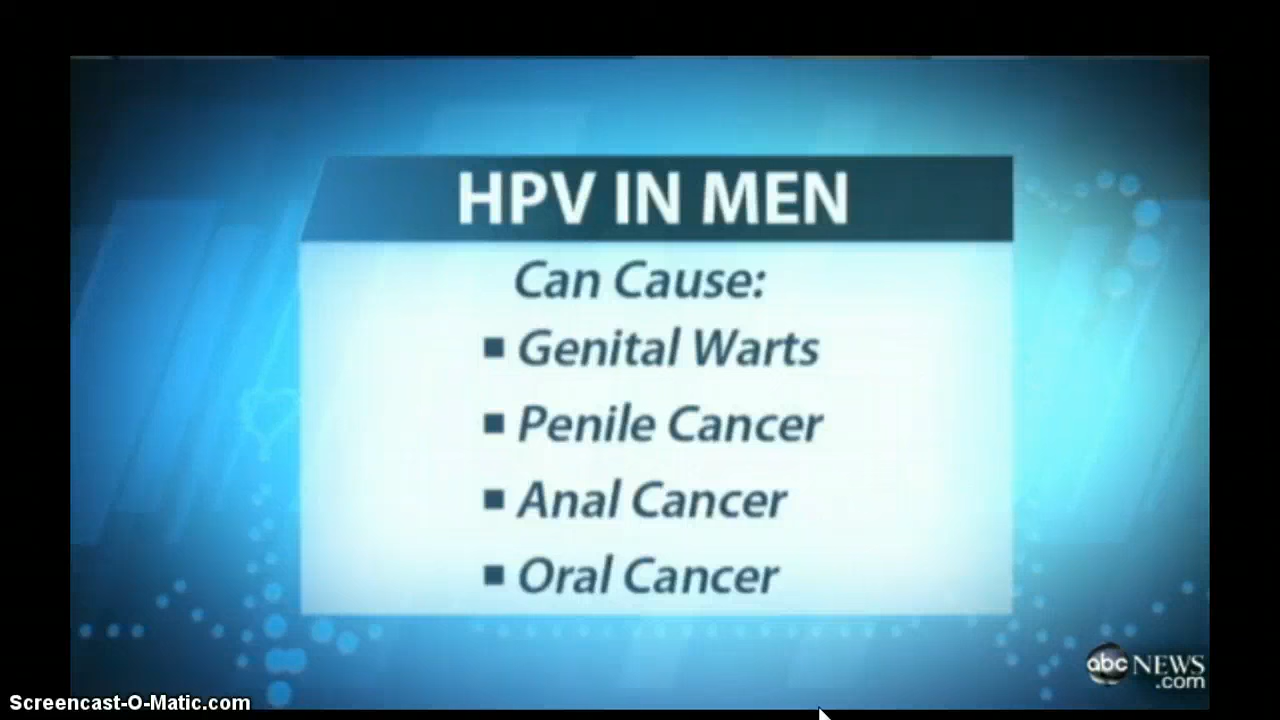 HPV IN MEN
Can Cause:
▪ Genital Warts
▪ Penile Cancer
▪ Anal Cancer
▪ Oral Cancer
abc NEWS
.com
Screencast-O-Matic.com